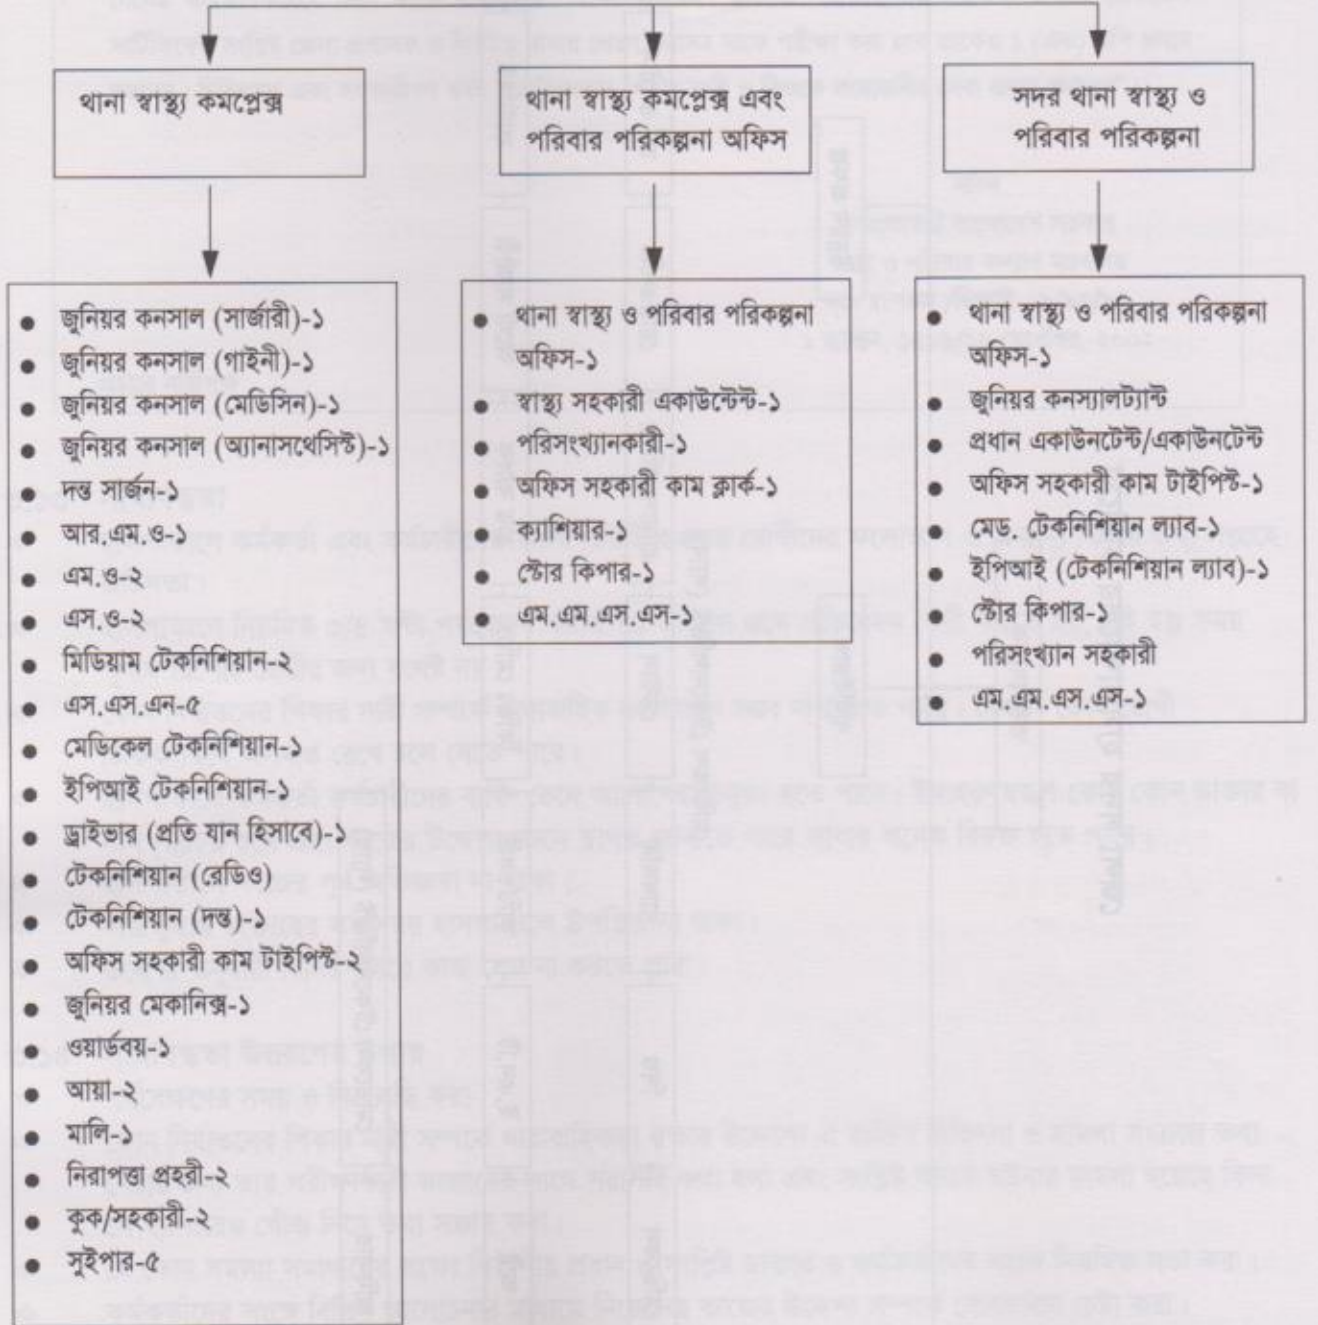 থানা স্বাস্থ্য কমপ্লেক্স
থানা স্বাস্থ্য কমপ্লেক্স এবং
পরিবার পরিকল্পনা অফিস
সদর থানা স্বাস্থ্য ও
পরিবার পরিকল্পনা
জুনিয়র কনসাল (সার্জারী)-১
জুনিয়র কনসাল (গাইনী)-১
জুনিয়র কনসাল (মেডিসিন)-১
জুনিয়র কনসাল (অ্যানাসথেসিস্ট)-১
দন্ত সার্জন-১
আর.এম.ও-১
এম.ও-২
এস.ও-২
মিডিয়াম টেকনিশিয়ান-২
এস.এস.এন-৫
মেডিকেল টেকনিশিয়ান-১
ইপিআই টেকনিশিয়ান-১
ড্রাইভার (প্রতি যান হিসাবে)-১
টেকনিশিয়ান (রেডিও)
টেকনিশিয়ান (দন্ত)-১
অফিস সহকারী কাম টাইপিস্ট-২
জুনিয়র মেকানিক্স-১
ওয়ার্ডবয়-১
আয়া-২
মালি-১
নিরাপত্তা প্রহরী-২
কুক/সহকারী-২
সুইপার-৫
থানা স্বাস্থ্য ও পরিবার পরিকল্পনা
অফিস-১
স্বাস্থ্য সহকারী একাউন্টেন্ট-১
পরিসংখ্যানকারী-১
অফিস সহকারী কাম ক্লার্ক-১
ক্যাশিয়ার-১
স্টোর কিপার-১
এম.এম.এস.এস-১
থানা স্বাস্থ্য ও পরিবার পরিকল্পনা
অফিস-১
জুনিয়র কনস্যালট্যান্ট
প্রধান একাউনটেন্ট/একাউনটেন্ট
অফিস সহকারী কাম টাইপিস্ট-১
মেড. টেকনিশিয়ান ল্যাব-১
ইপিআই (টেকনিশিয়ান ল্যাব)-১
স্টোর কিপার-১
পরিসংখ্যান সহকারী
এম.এম.এস.এস-১